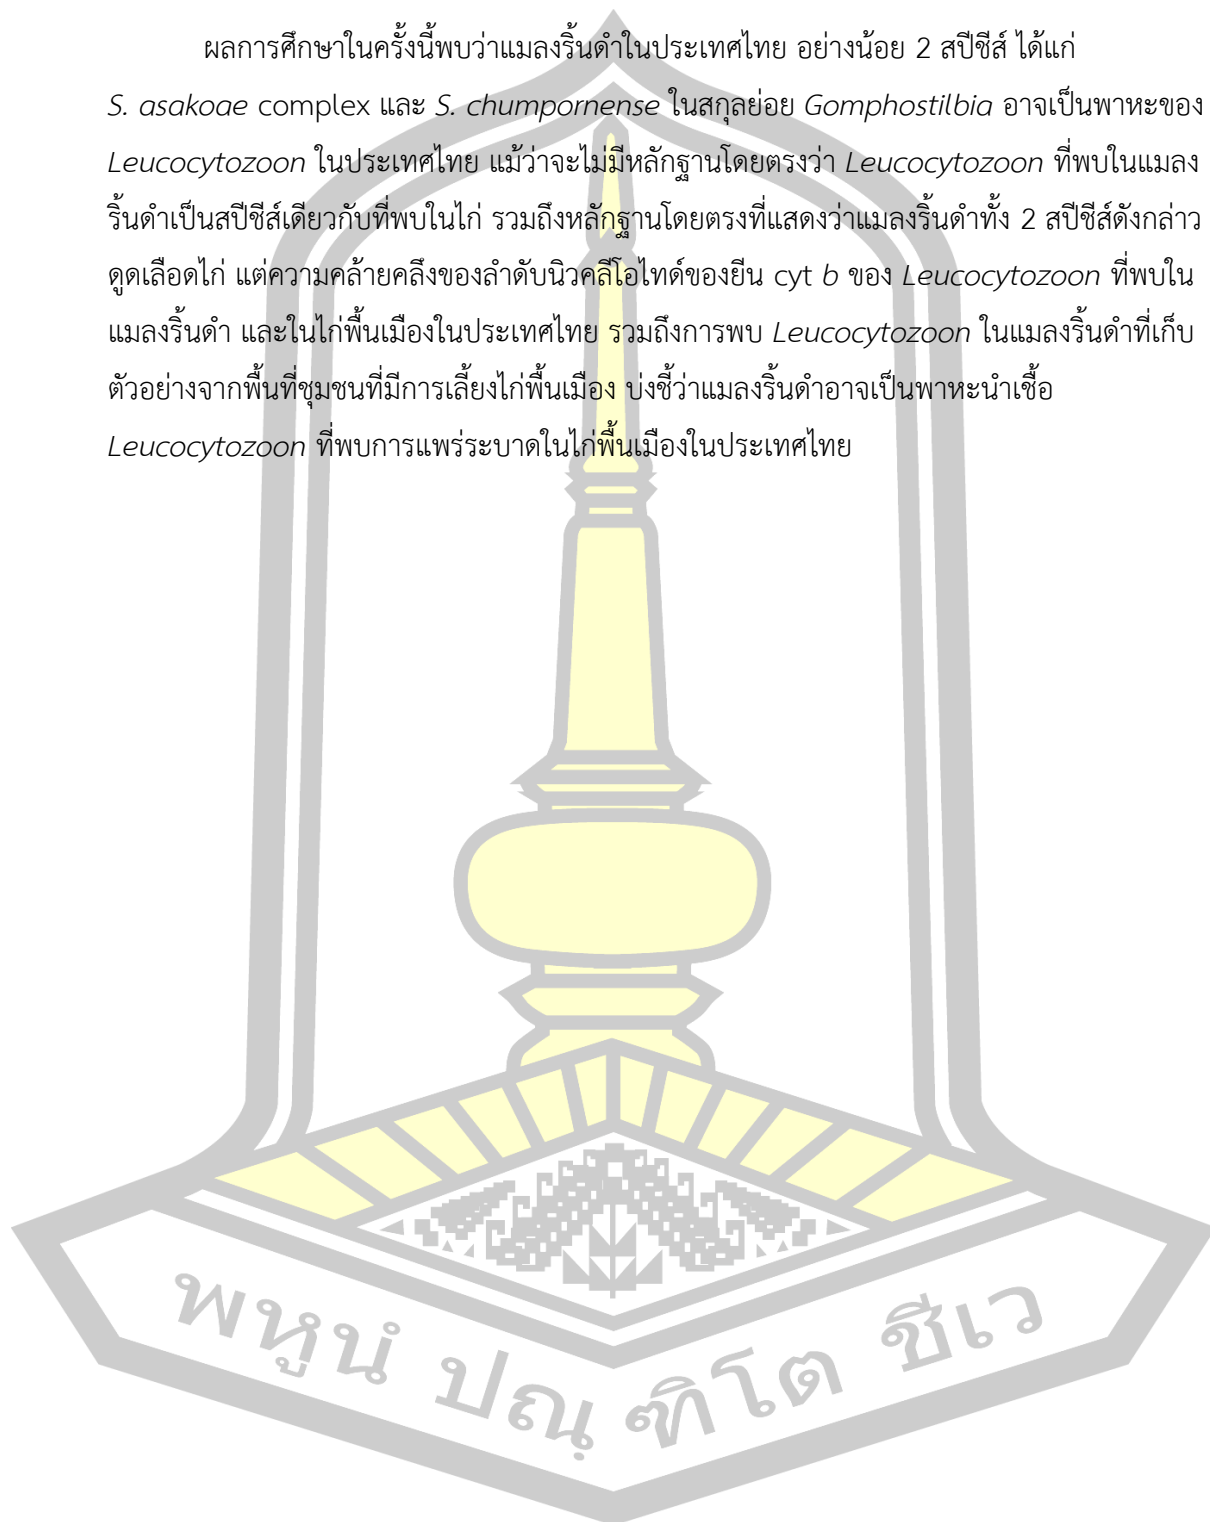 ผลการศึกษาในครั้งนี้พบว่าแมลงริ้นดำในประเทศไทย อย่างน้อย 2 สปีชีส์ ได้แก่
S. asakoae complex และ S. chumpornense ในสกุลย่อย Gomphostilbia อาจเป็นพาหะของ
Leucocytozoon ในประเทศไทย แม้ว่าจะไม่มีหลักฐานโดยตรงว่า Leucocytozoon ที่พบในแมลง
ริ้นดำเป็นสปีชีส์เดียวกับที่พบในไก่ รวมถึงหลักฐานโดยตรงที่แสดงว่าแมลงริ้นดำทั้ง 2 สปีชีส์ดังกล่าว
ดูดเลือดไก่ แต่ความคล้ายคลึงของลำดับนิวคลีโอไทด์ของยีน cyt b ของ Leucocytozoon ที่พบใน
แมลงริ้นดำ และในไก่พื้นเมืองในประเทศไทย รวมถึงการพบ Leucocytozoon ในแมลงริ้นดำที่เก็บ
ตัวอย่างจากพื้นที่ชุมชนที่มีการเลี้ยงไก่พื้นเมือง บ่งชี้ว่าแมลงริ้นดำอาจเป็นพาหะนำเชื้อ
Leucocytozoon ที่พบการแพร่ระบาดในไก่พื้นเมืองในประเทศไทย
พหูนํ ปณฺฑิโต ชีเว